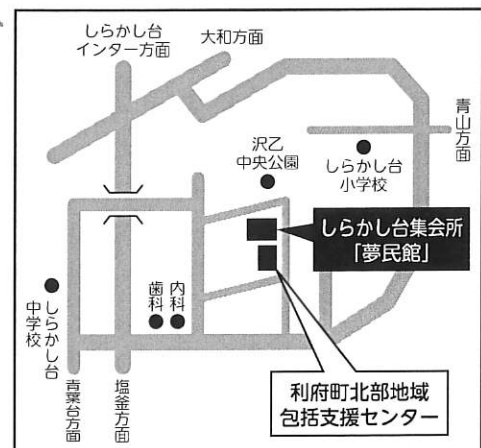 しらかし台
インター方面
大和方面
青山方面
沢乙
中央公園
しらかし台
小学校
しらかし台集会所
「夢民館」
しらかし台
中学校
歯科
内科
利府町北部地域
包括支援センター
青葉台方面
塩釜方面